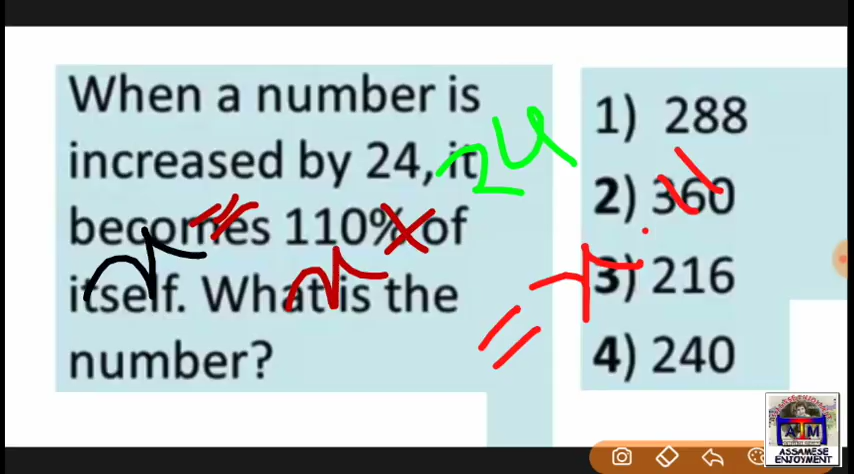 When a number is
increased by 24, it
becomes 110% of
itself. What is the
number?
24
1) 288
2) 360
3) 216
4) 240
ATM
ASSAMESE
ENJOYMENT